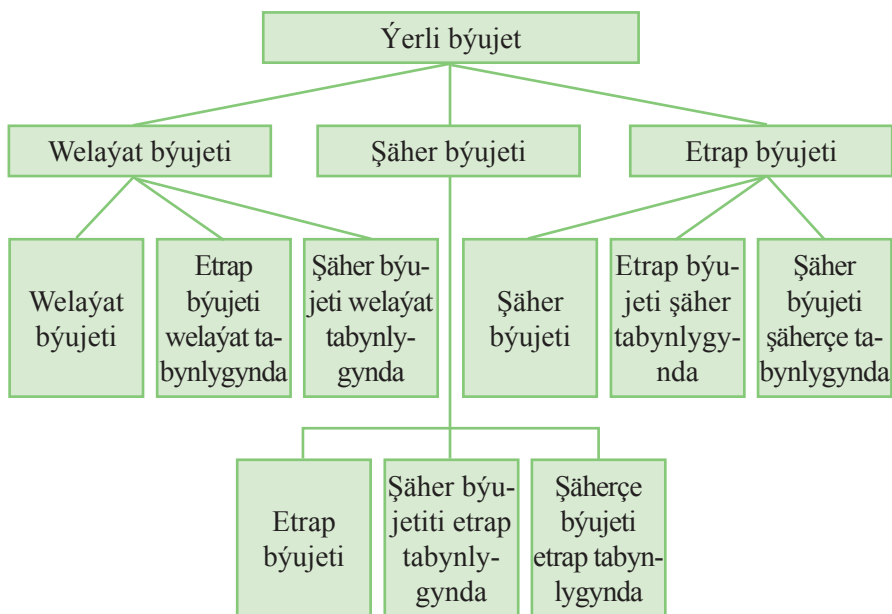 Ýerli býujet
Welaýat býujeti
Şäher býujeti
Etrap býujeti
Welaýat
býujeti
Etrap
býujeti
welaýat ta-
bynlygynda
Şäher býu-
jeti welaýat
tabynly-
gynda
Şäher
býujeti
Etrap býu-
jeti şäher
tabynlygy-
nda
Şäher
býujeti
şäherçe ta-
bynlygynda
Etrap
býujeti
Şäher býu-
jetiti etrap
tabynly-
gynda
Şäherçe
býujeti
etrap tabyn-
lygynda